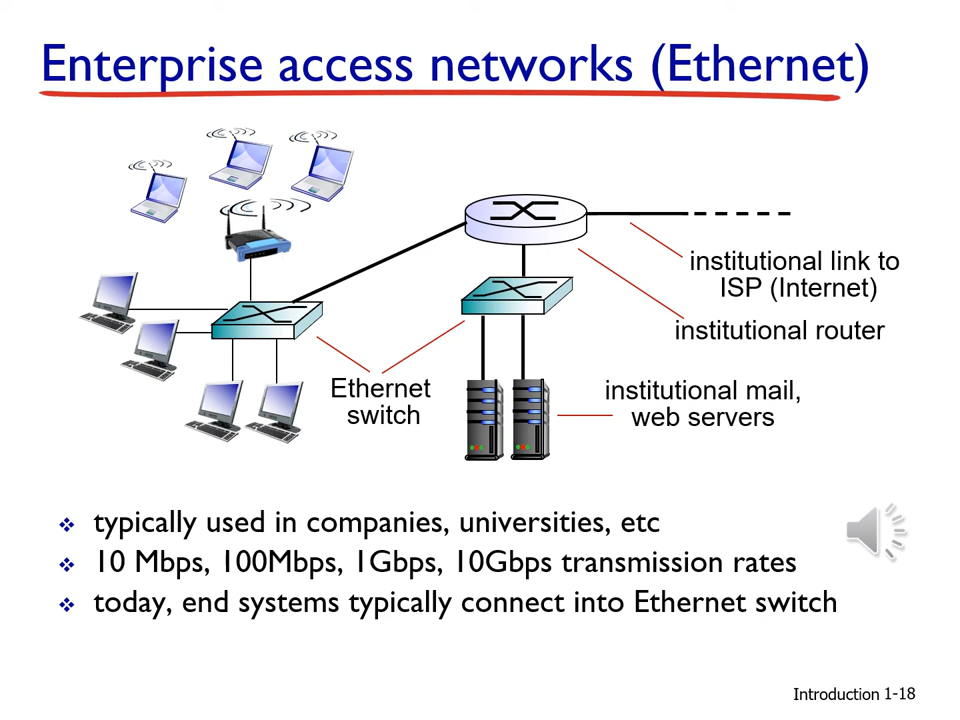 Enterprise access networks (Ethernet)
institutional link to
ISP (Internet)
institutional router
Ethernet
switch
institutional mail,
web servers
typically used in companies, universities, etc
10 Mbps, 100Mbps, 1Gbps, 10Gbps transmission rates
today, end systems typically connect into Ethernet switch
Introduction 1-18